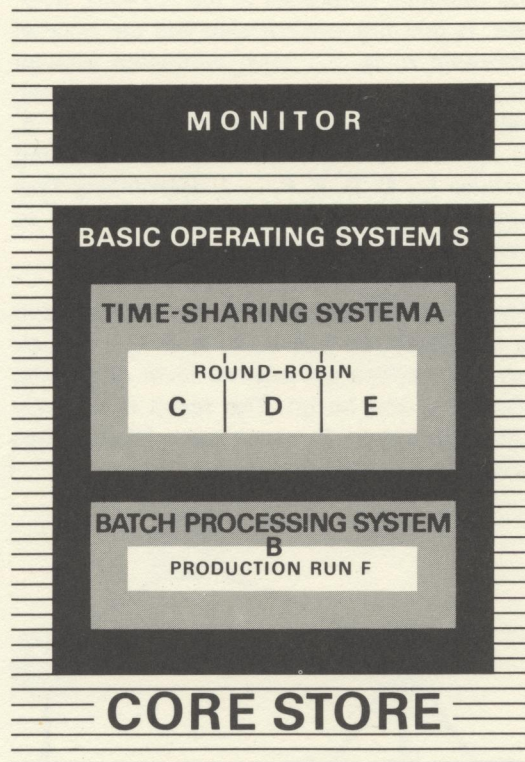 MONITOR
BASIC OPERATING SYSTEM S
TIME-SHARING SYSTEM A
ROUND-ROBIN
C D E
BATCH PROCESSING SYSTEM
B
PRODUCTION RUN F
CORE STORE